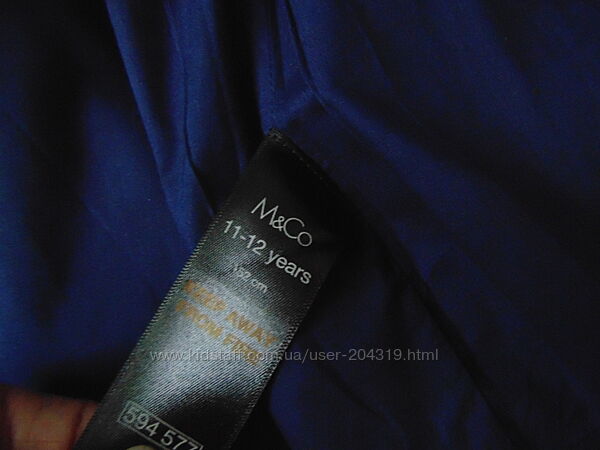 M&Co
11-12 years
152 cm
KEEP AWAY
FROM FIRE
www.kidstaff.com.ua/user-204319.html
594 577